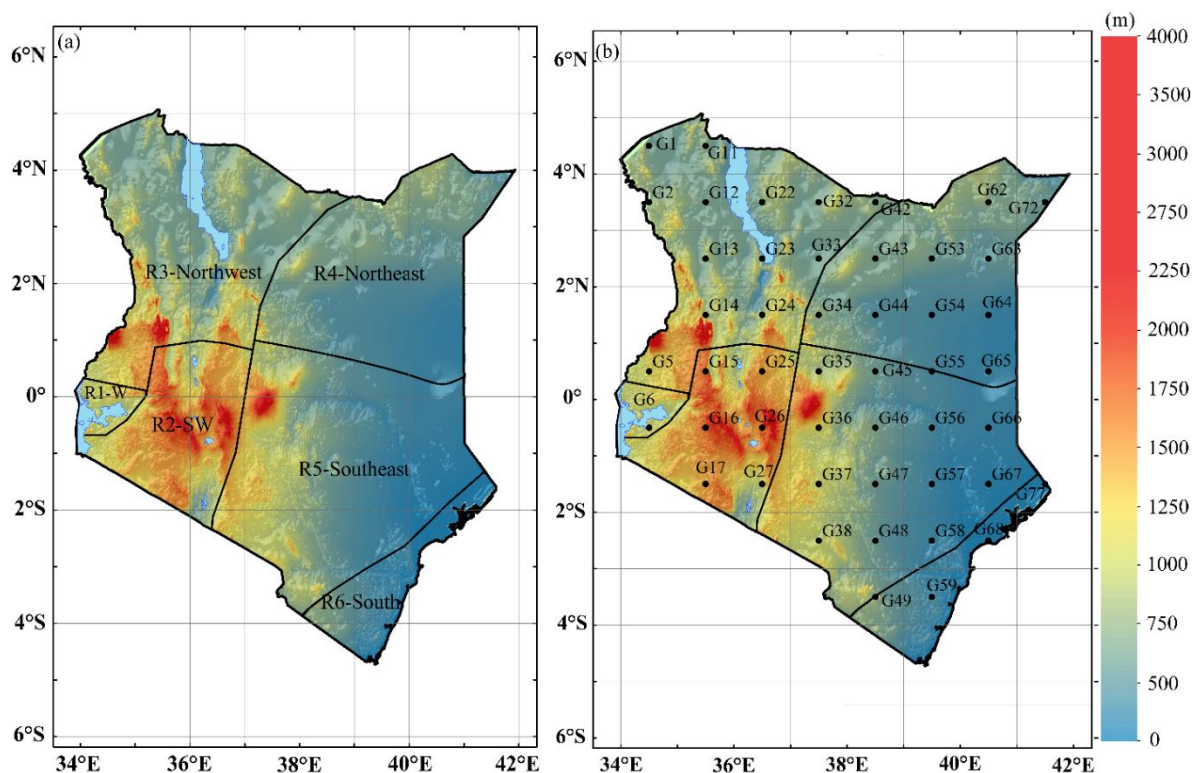 (a)
6°N
4°N
2°N
0°
2°S
4°S
6°S
34°E 36°E 38°E 40°E 42°E
R3-Northwest
R4-Northeast
R1-W
R2-SW
R5-Southeast
R6-South
(b)
6°N
4°N
2°N
0°
2°S
4°S
6°S
34°E 36°E 38°E 40°E 42°E
G1 G11
G2 G12 G22 G32 G42 G62 G72
G13 G23 G33 G43 G53 G63
G14 G24 G34 G44 G54 G64
G5 G15 G25 G35 G45 G55 G65
G6 G16 G26 G36 G46 G56 G66
G17 G27 G37 G47 G57 G67 G77
G38 G48 G58 G68
G49 G59
(m)
4000
3500
3000
2750
2250
2000
1750
1500
1250
1000
750
500
0